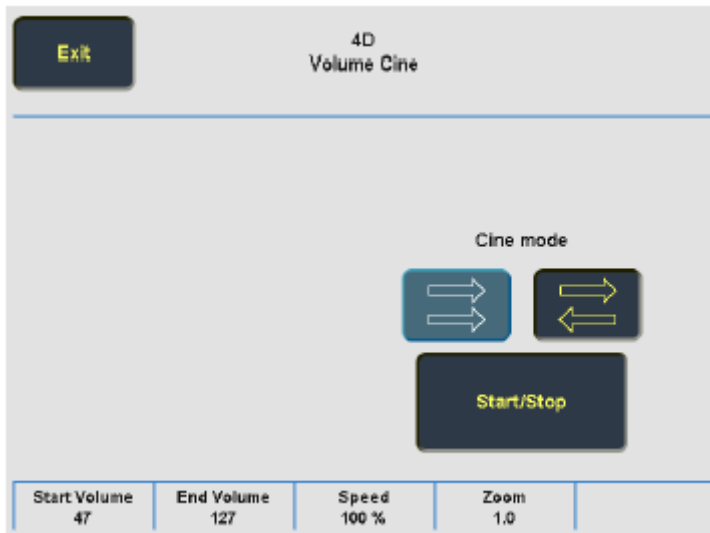 Exit
4D
Volume Cine
Cine mode
Start/Stop
Start Volume
47
End Volume
127
Speed
100 %
Zoom
1.0